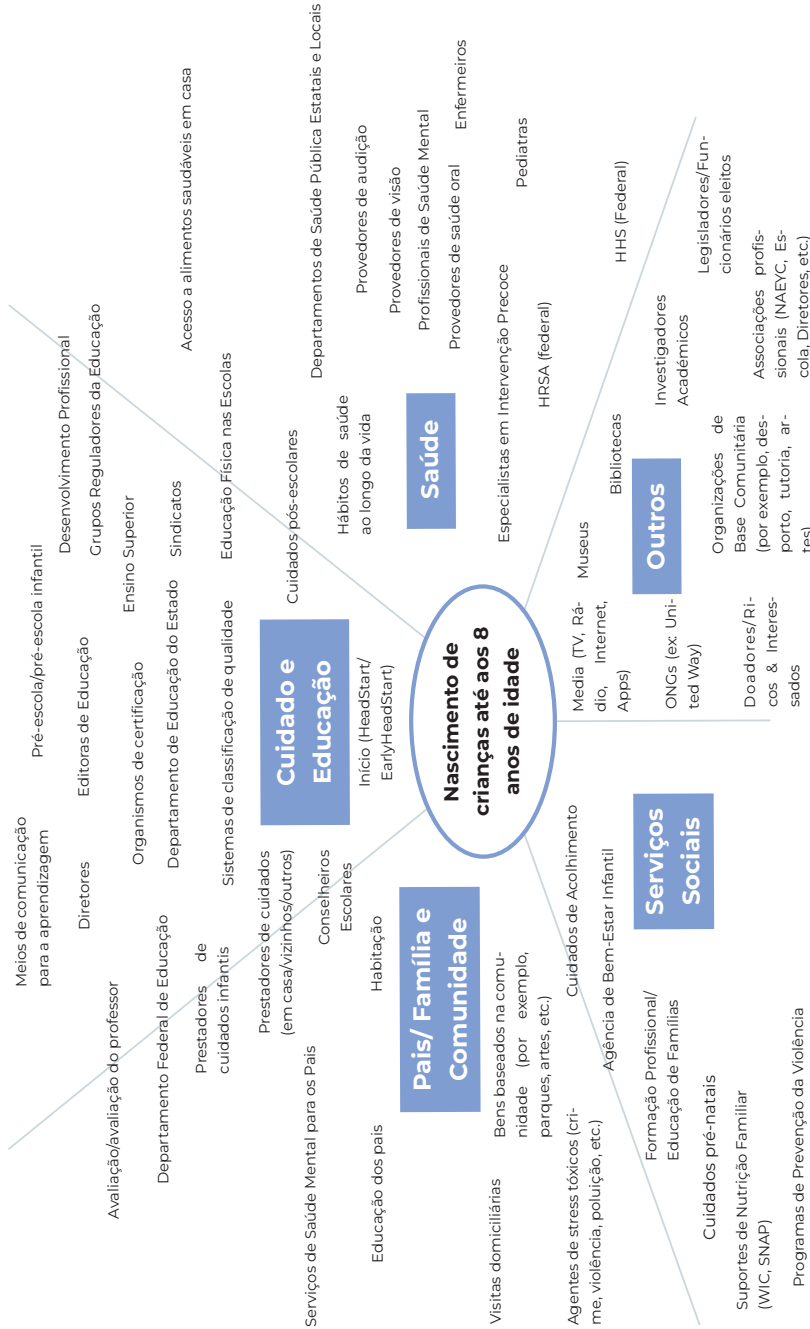 Meios de comunicação
para a aprendizagem
Pré-escola/pré-escola infantil
Desenvolvimento Profissional
Diretores
Editoras de Educação
Grupos Reguladores da Educação
Avaliação/avaliação do professor
Organismos de certificação
Ensino Superior
Departamento Federal de Educação
Departamento de Educação do Estado
Sindicatos
Acesso a alimentos saudáveis em casa
Prestadores de
cuidados infantis
Sistemas de classificação de qualidade
Educação Física nas Escolas
Prestadores de cuidados
(em casa/vizinhos/outros)
Cuidado e
Educação
Cuidados pós-escolares
Departamentos de Saúde Pública Estatais e Locais
Serviços de Saúde Mental para os Pais
Conselheiros
Escolares
Início (HeadStart/
EarlyHeadStart)
Hábitos de saúde
ao longo da vida
Provedores de audição
Educação dos pais
Habitação
Provedores de visão
Pais/ Família e
Comunidade
Saúde
Profissionais de Saúde Mental
Provedores de saúde oral
Enfermeiros
Nascimento de
crianças até aos 8
anos de idade
Visitas domiciliárias
Bens baseados na comu-
nidade (por exemplo,
parques, artes, etc.)
Especialistas em Intervenção Precoce
Pediatras
HRSA (federal)
Agentes de stress tóxicos (cri-
me, violência, poluição, etc.)
Cuidados de Acolhimento
Agência de Bem-Estar Infantil
Media (TV, Rá-
dio, Internet,
Apps)
Museus
Bibliotecas
HHS (Federal)
Formação Profissional/
Educação de Famílias
Serviços
Sociais
ONGs (ex: Uni-
ted Way)
Outros
Investigadores
Académicos
Legisladores/Fun-
cionários eleitos
Cuidados pré-natais
Suportes de Nutrição Familiar
(WIC, SNAP)
Doadores/Ri-
cos & Interes-
sados
Organizações de
Base Comunitária
(por exemplo, des-
porto, tutoria, ar-
tes)
Associações profis-
sionais (NAEYC, Es-
cola, Diretores, etc.)
Programas de Prevenção da Violência